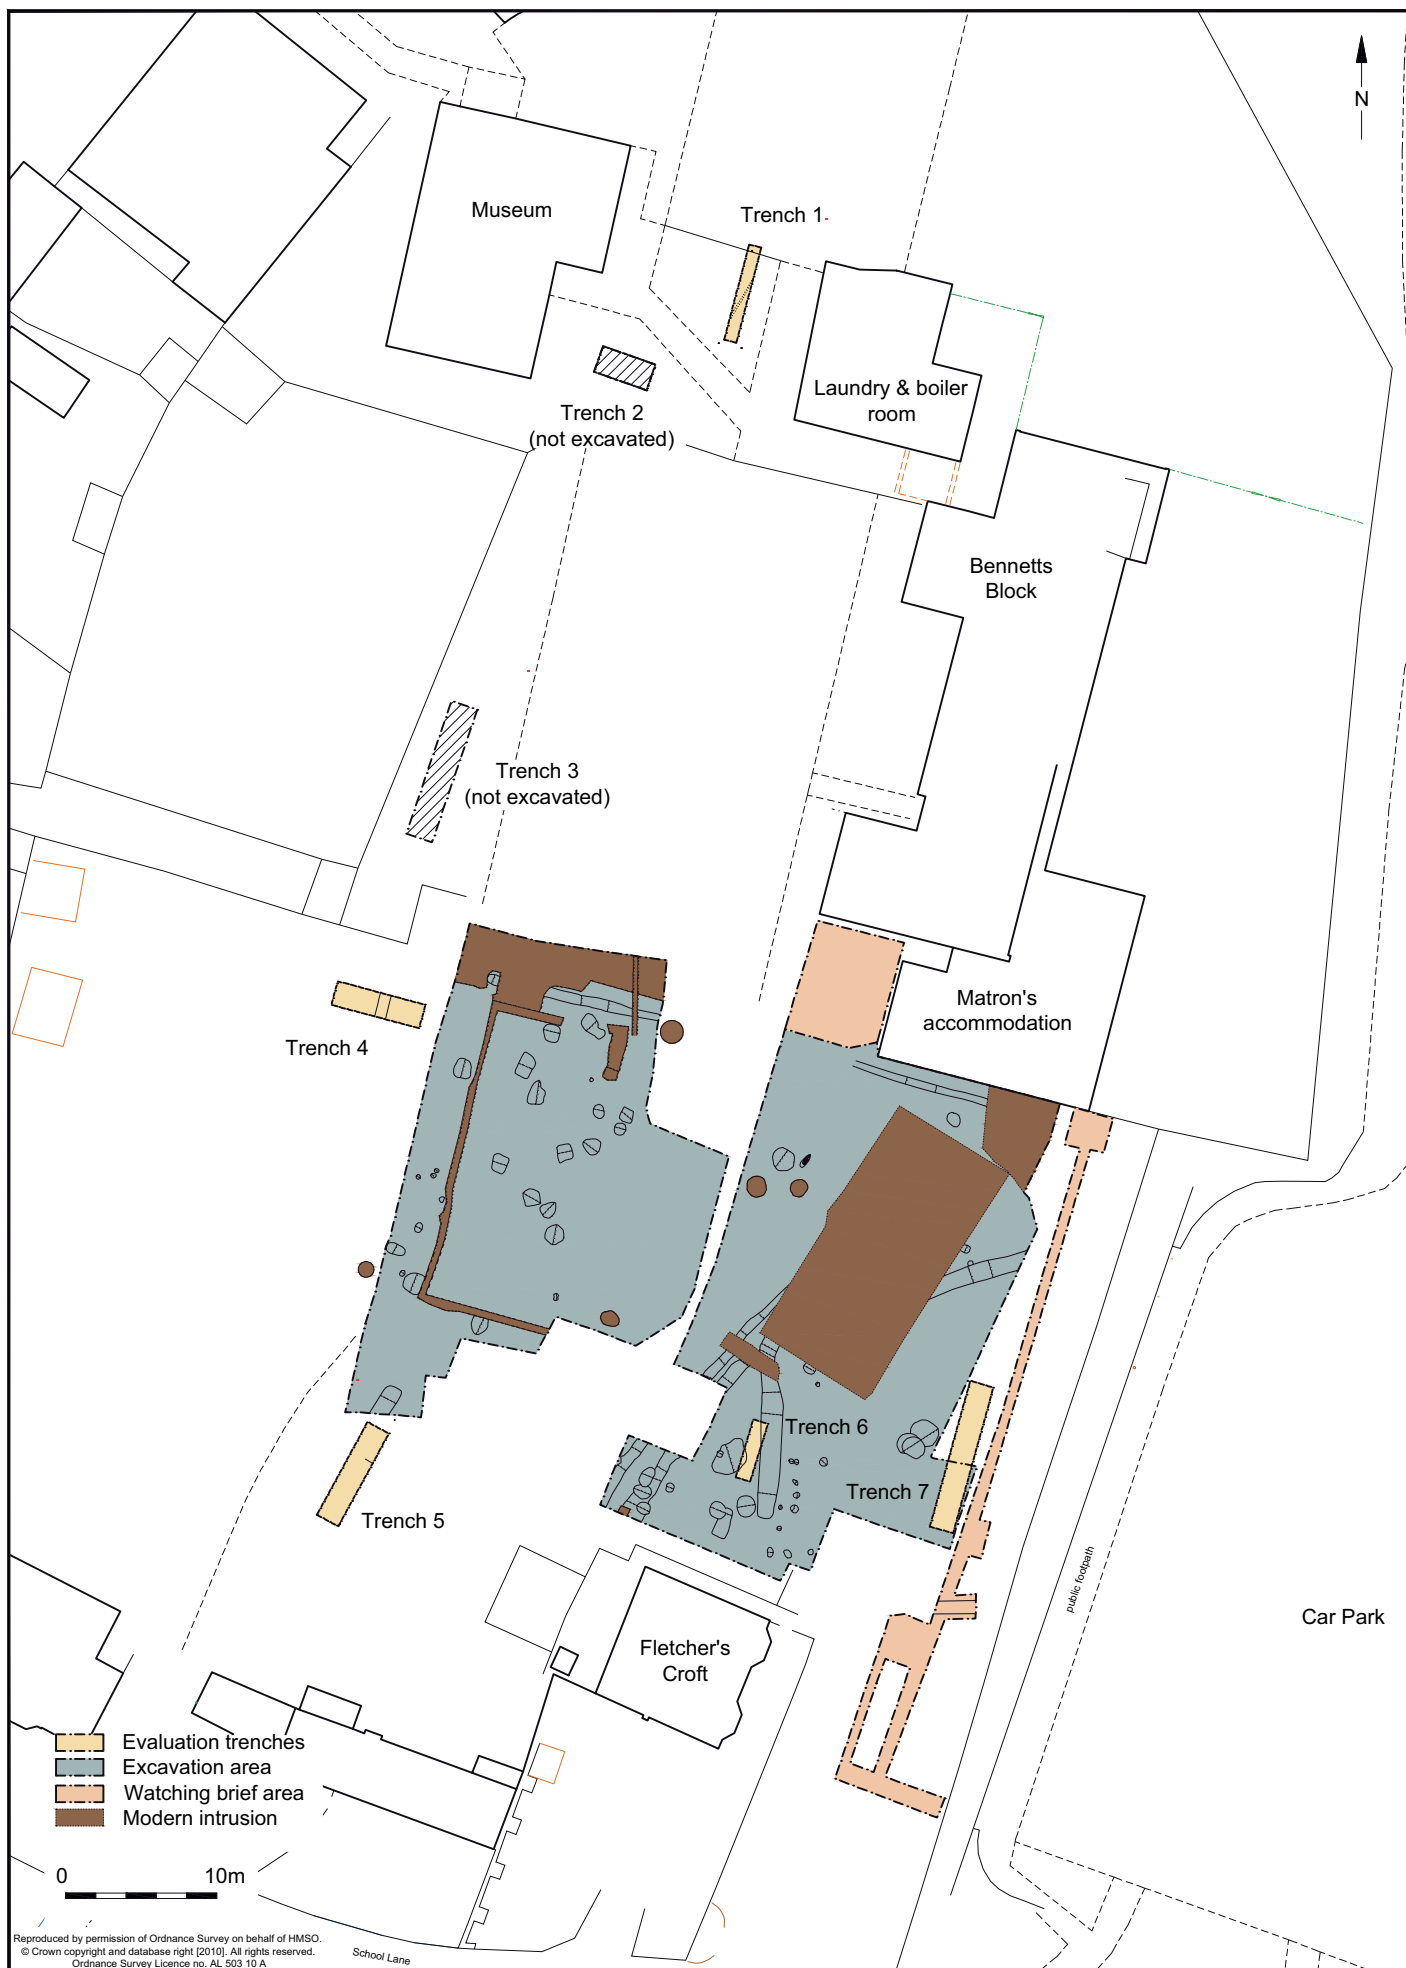 N
Museum
Trench 1
Laundry & boiler
room
Trench 2
(not excavated)
Bennetts
Block
Trench 3
(not excavated)
Matron's
accommodation
Trench 4
Trench 6
Trench 7
Trench 5
public footpath
Car Park
Fletcher's
Croft
Evaluation trenches
Excavation area
Watching brief area
Modern intrusion
0 10m
Reproduced by permission of Ordnance Survey on behalf of HMSO.
© Crown copyright and database right [2010]. All rights reserved.
Ordnance Survey Licence no. AL 503 10 A
School Lane